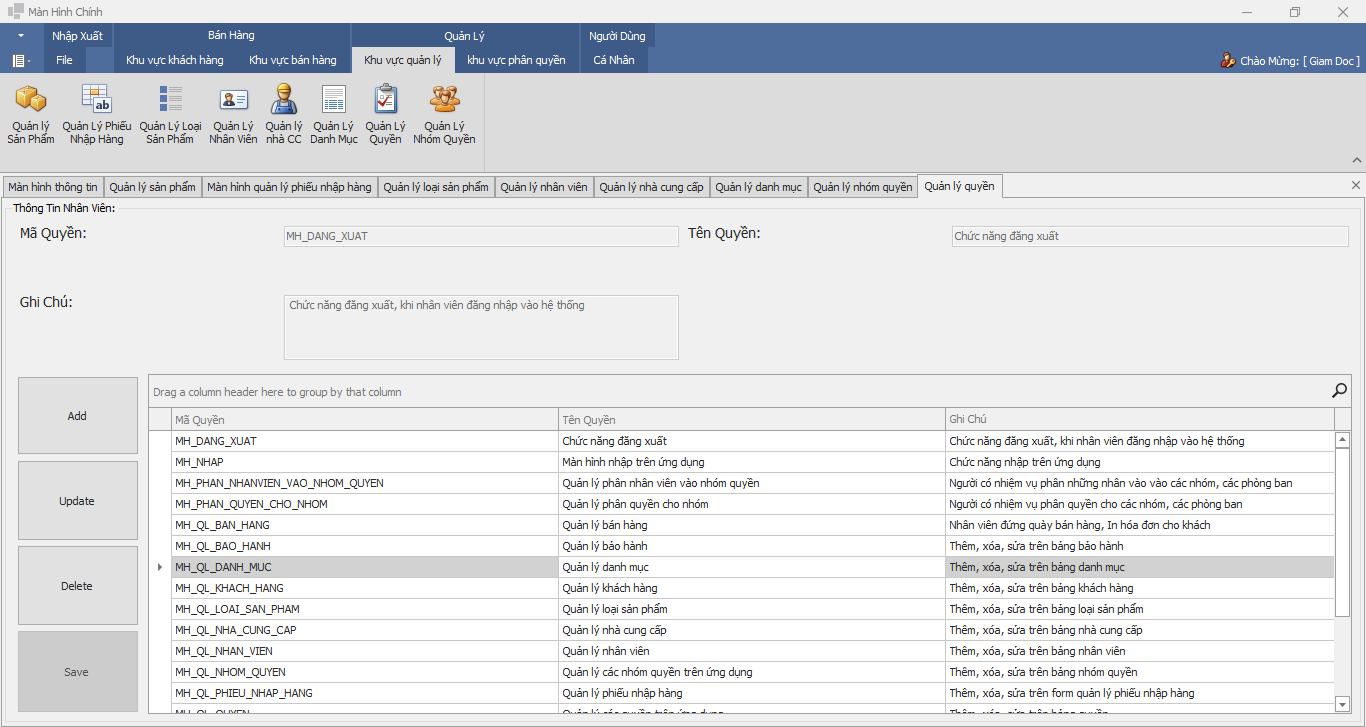 Màn Hình Chính
Nhập Xuất
Bán Hàng
Quản Lý
Người Dùng
File
Khu vực khách hàng
Khu vực bán hàng
Khu vực quản lý
khu vực phân quyền
Cá Nhân
Chào Mừng: [ Giam Doc ]
Quản lý
Sản Phẩm
Quản Lý Phiếu
Nhập Hàng
ab
Quản Lý Loại
Sản Phẩm
Quản Lý
Nhân Viên
Quản lý
nhà CC
Quản Lý
Danh Mục
Quản Lý
Quyền
Quản Lý
Nhóm Quyền
Màn hình thông tin
Quản lý sản phẩm
Màn hình quản lý phiếu nhập hàng
Quản lý loại sản phẩm
Quản lý nhân viên
Quản lý nhà cung cấp
Quản lý danh mục
Quản lý nhóm quyền
Quản lý quyền
Thông Tin Nhân Viên:
Mã Quyền:
MH_DANG_XUAT
Tên Quyền:
Chức năng đăng xuất
Ghi Chú:
Chức năng đăng xuất, khi nhân viên đăng nhập vào hệ thống
Add
Update
Delete
Save
Drag a column header here to group by that column
Mã Quyền Tên Quyền Ghi Chú
MH_DANG_XUAT Chức năng đăng xuất Chức năng đăng xuất, khi nhân viên đăng nhập vào hệ thống
MH_NHAP Màn hình nhập trên ứng dụng Chức năng nhập trên ứng dụng
MH_PHAN_NHANVIEN_VAO_NHOM_QUYEN Quản lý phân nhân viên vào nhóm quyền Người có nhiệm vụ phân những nhân vào vào các nhóm, các phòng ban
MH_PHAN_QUYEN_CHO_NHOM Quản lý phân quyền cho nhóm Người có nhiệm vụ phân quyền cho các nhóm, các phòng ban
MH_QL_BAN_HANG Quản lý bán hàng Nhân viên đứng quày bán hàng, In hóa đơn cho khách
MH_QL_BAO_HANH Quản lý bảo hành Thêm, xóa, sửa trên bảng bảo hành
MH_QL_DANH_MUC Quản lý danh mục Thêm, xóa, sửa trên bảng danh mục
MH_QL_KHACH_HANG Quản lý khách hàng Thêm, xóa, sửa trên bảng khách hàng
MH_QL_LOAI_SAN_PHAM Quản lý loại sản phẩm Thêm, xóa, sửa trên bảng loại sản phẩm
MH_QL_NHA_CUNG_CAP Quản lý nhà cung cấp Thêm, xóa, sửa trên bảng nhà cung cấp
MH_QL_NHAN_VIEN Quản lý nhân viên Thêm, xóa, sửa trên bảng nhân viên
MH_QL_NHOM_QUYEN Quản lý các nhóm quyền trên ứng dụng Thêm, xóa, sửa trên bảng nhóm quyền
MH_QL_PHIEU_NHAP_HANG Quản lý phiếu nhập hàng Thêm, xóa, sửa trên form quản lý phiếu nhập hàng
MH_QL_QUYEN Quản lý các quyền trên ứng dụng Thêm, xóa, sửa trên bảng quyền